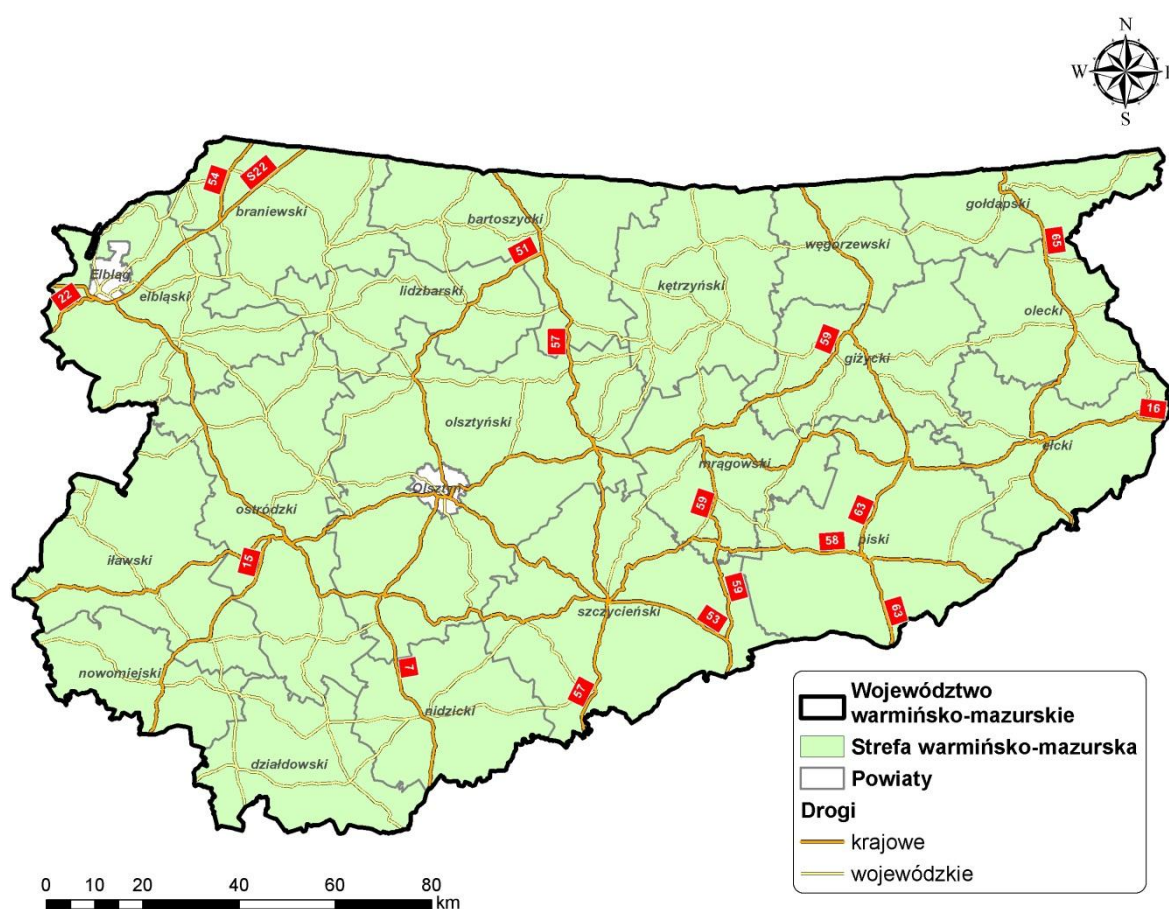 N
W
E
S
54
S22
braniewski
gołdapski
bartoszycki
65
węgorzewski
51
Elbląg
elbląski
22
lidzbarski
kętrzyński
olecki
57
59
giżycki
16
olsztyński
ełcki
mrągowski
Olsztyn
59
63
ostródzki
58
piski
iławski
15
59
63
szczycieński
53
nowomiejski
7
57
nidzicki
działdowski
Województwo
warmińsko-mazurskie
Strefa warmińsko-mazurska
Powiaty
Drogi
krajowe
wojewódzkie
0 10 20 40 60 80
km